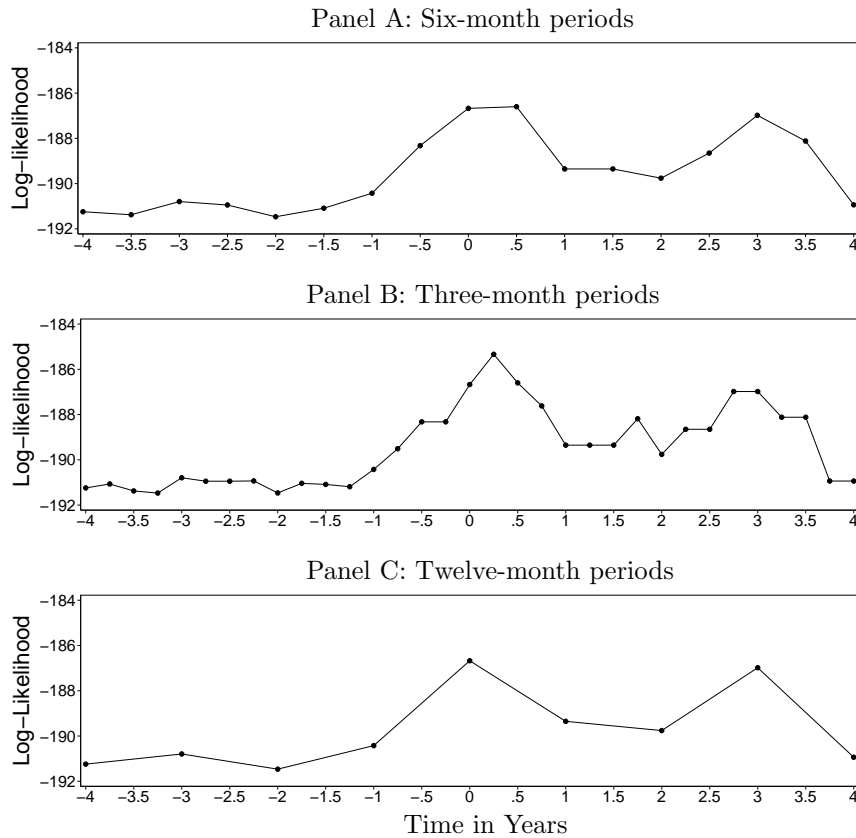 Panel A: Six-month periods
Log−likelihood
−184
−186
−188
−190
−192
−4 −3.5 −3 −2.5 −2 −1.5 −1 −.5 0 .5 1 1.5 2 2.5 3 3.5 4
Panel B: Three-month periods
Log−likelihood
−184
−186
−188
−190
−192
−4 −3.5 −3 −2.5 −2 −1.5 −1 −.5 0 .5 1 1.5 2 2.5 3 3.5 4
Panel C: Twelve-month periods
Log−Likelihood
−184
−186
−188
−190
−192
−4 −3.5 −3 −2.5 −2 −1.5 −1 −.5 0 .5 1 1.5 2 2.5 3 3.5 4
Time in Years